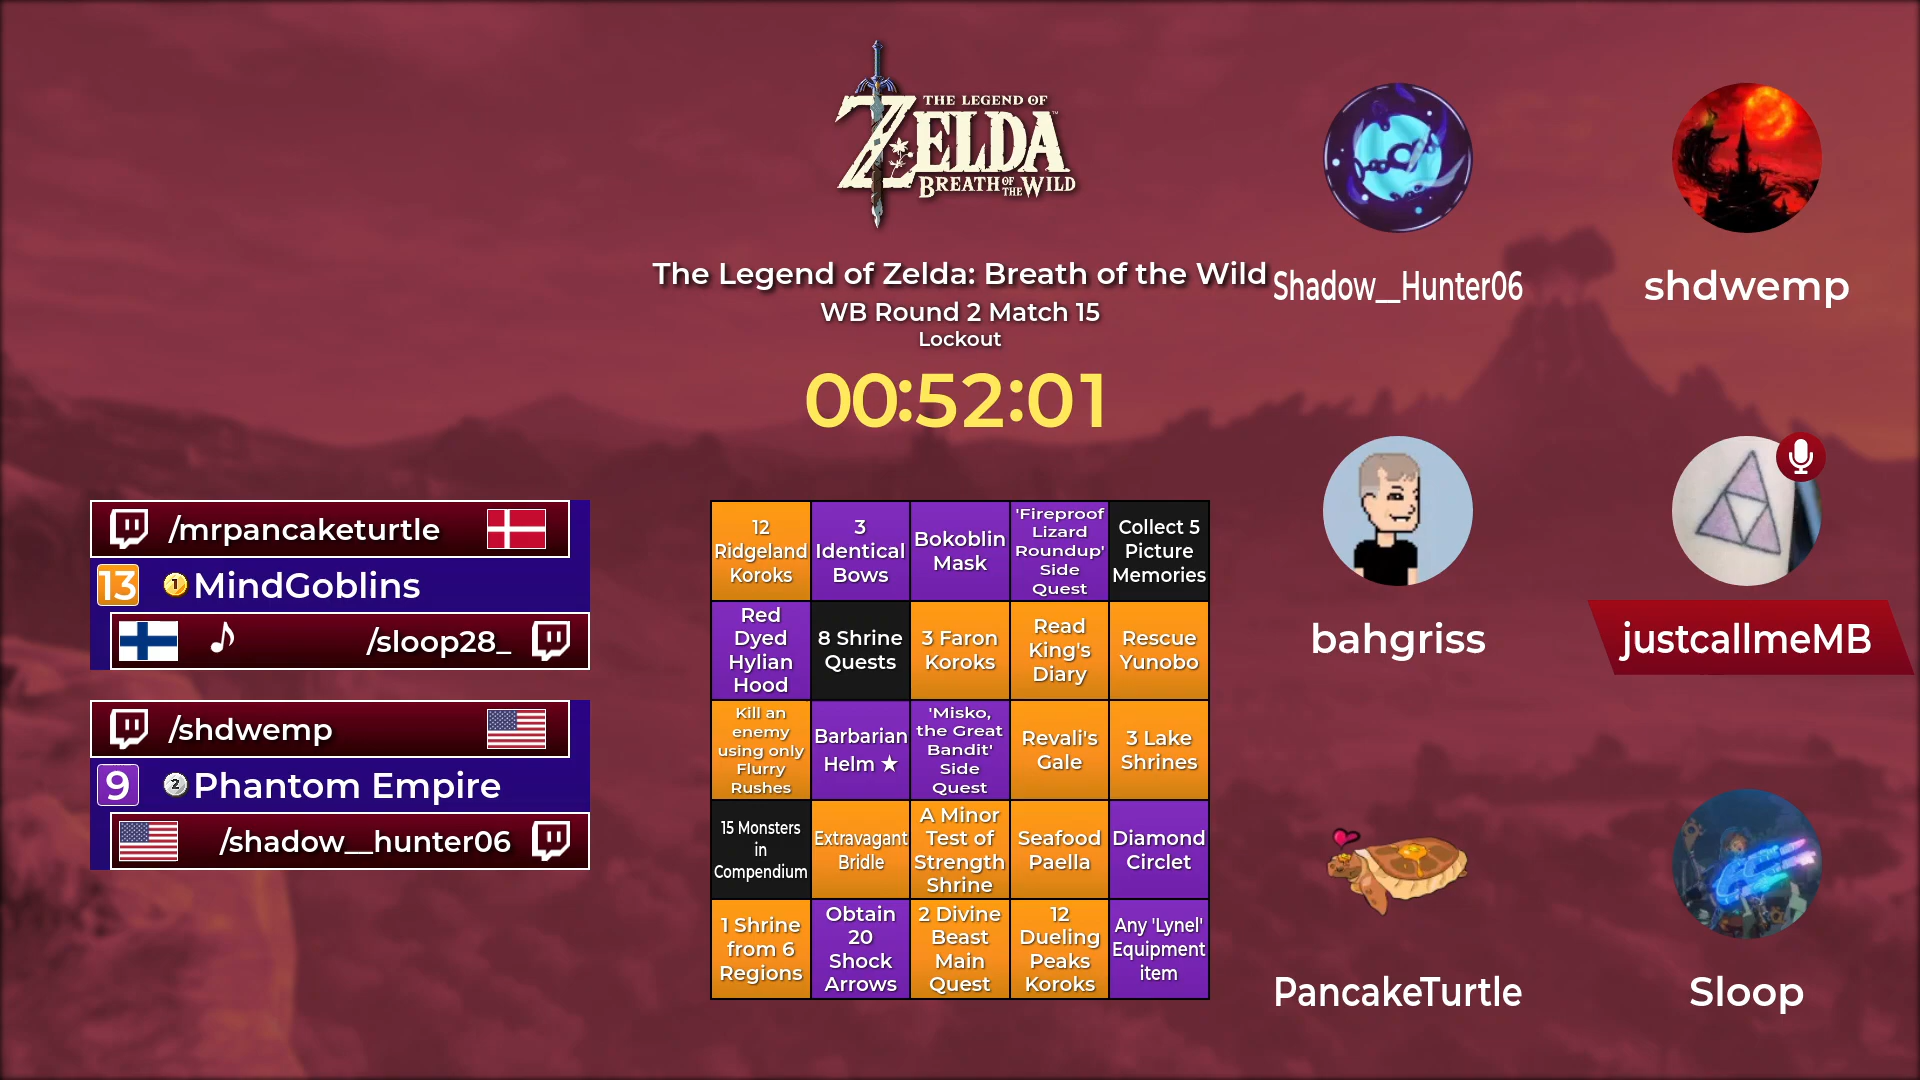 THE LEGEND OF
ZELDA
BREATH OF THE WILD
The Legend of Zelda: Breath of the Wild
WB Round 2 Match 15
Lockout
00:52:01
/mrpancaketurtle
13 1 MindGoblins
/sloop28_
/shdwemp
9 2 Phantom Empire
/shadow__hunter06
12
Ridgeland
Koroks
3
Identical
Bows
Bokoblin
Mask
'Fireproof
Lizard
Roundup'
Side
Quest
Collect 5
Picture
Memories
Red
Dyed
Hylian
Hood
8 Shrine
Quests
3 Faron
Koroks
Read
King's
Diary
Rescue
Yunobo
Kill an
enemy
using only
Flurry
Rushes
Barbarian
Helm ★
'Misko,
the Great
Bandit'
Side
Quest
Revali's
Gale
3 Lake
Shrines
15 Monsters
in
Compendium
Extravagant
Bridle
A Minor
Test of
Strength
Shrine
Seafood
Paella
Diamond
Circlet
1 Shrine
from 6
Regions
Obtain
20
Shock
Arrows
2 Divine
Beast
Main
Quest
12
Dueling
Peaks
Koroks
Any 'Lynel'
Equipment
item
Shadow__Hunter06
shdwemp
bahgriss
justcallmeMB
PancakeTurtle
Sloop